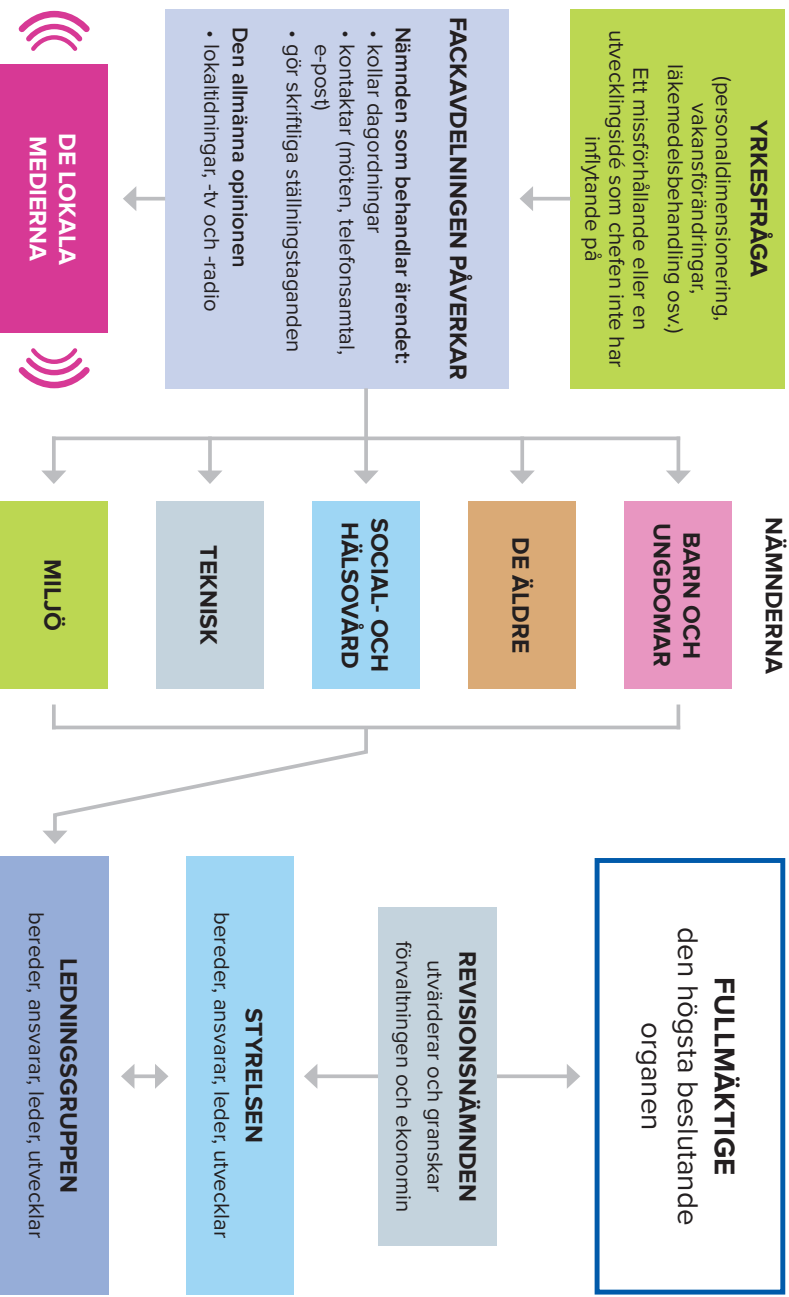 YRKESFRÅGA
(personaldimensionering,
vakansförändringar,
läkemedelsbehandling osv.)
Ett missförhållande eller en
utvecklingsidé som chefen inte har
inflytande på
FACKAVDELNINGEN PÅVERKAR
Nämnden som behandlar ärendet:
• kollar dagordningar
• kontaktar (möten, telefonsamtal,
e-post)
• gör skriftliga ställningstaganden
Den allmänna opinionen
• lokaltidningar, -tv och -radio
DE LOKALA
MEDIERNA
NÄMNDERNA
BARN OCH
UNGDOMAR
DE ÄLDRE
SOCIAL- OCH
HÄLSOVÅRD
TEKNISK
MILJÖ
FULLMÄKTIGE
den högsta beslutande
organen
REVISIONSNÄMNDEN
utvärderar och granskar
förvaltningen och ekonomin
STYRELSEN
bereder, ansvarar, leder, utvecklar
LEDNINGSGRUPPEN
bereder, ansvarar, leder, utvecklar